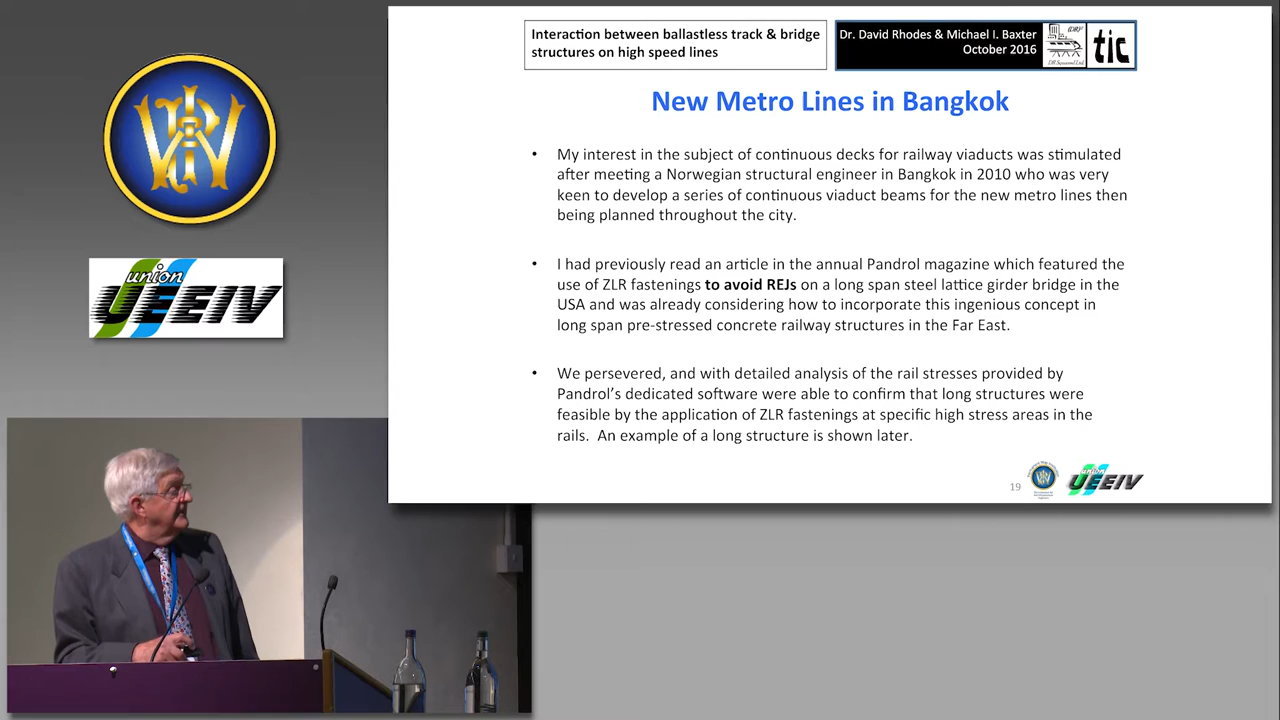 Interaction between ballastless track & bridge
structures on high speed lines
Dr. David Rhodes & Michael I. Baxter
October 2016
tic
New Metro Lines in Bangkok
• My interest in the subject of continuous decks for railway viaducts was stimulated
after meeting a Norwegian structural engineer in Bangkok in 2010 who was very
keen to develop a series of continuous viaduct beams for the new metro lines then
being planned throughout the city.
• I had previously read an article in the annual Pandrol magazine which featured the
use of ZLR fastenings to avoid REJs on a long span steel lattice girder bridge in the
USA and was already considering how to incorporate this ingenious concept in
long span pre-stressed concrete railway structures in the Far East.
• We persevered, and with detailed analysis of the rail stresses provided by
Pandrol's dedicated software were able to confirm that long structures were
feasible by the application of ZLR fastenings at specific high stress areas in the
rails. An example of a long structure is shown later.
19
UEEIV
union
UEEIV